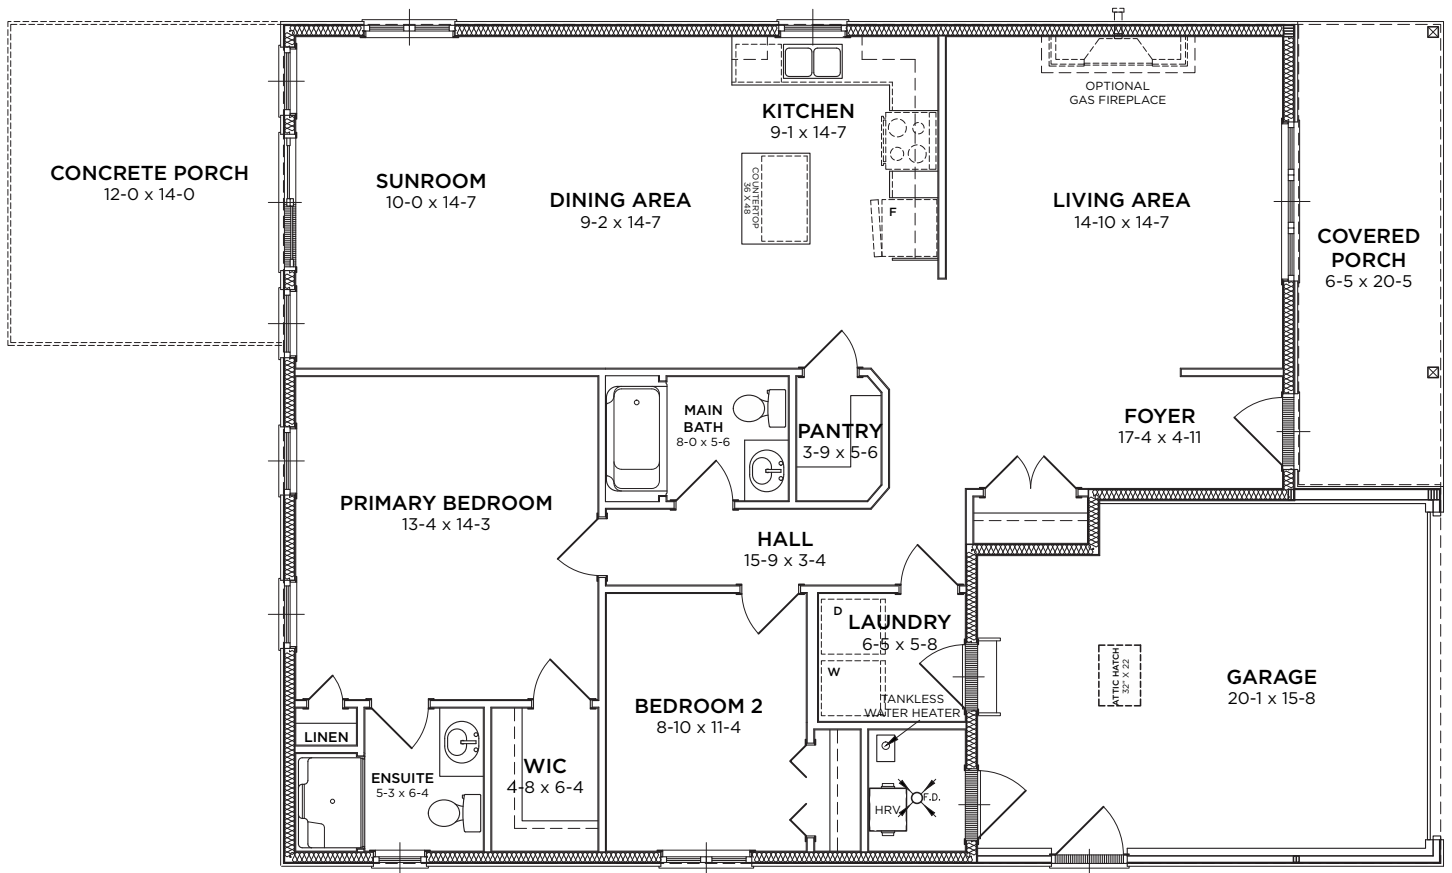 OPTIONAL
GAS FIREPLACE
KITCHEN
9-1 x 14-7
CONCRETE PORCH
12-0 x 14-0
SUNROOM
10-0 x 14-7
DINING AREA
9-2 x 14-7
COUNTERTOP
36 X 48
F
LIVING AREA
14-10 x 14-7
COVERED
PORCH
6-5 x 20-5
MAIN
BATH
8-0 x 5-6
PANTRY
3-9 x 5-6
FOYER
17-4 x 4-11
PRIMARY BEDROOM
13-4 x 14-3
HALL
15-9 x 3-4
D
LAUNDRY
6-5 x 5-8
W
TANKLESS
WATER HEATER
ATTIC HATCH
32" X 22
GARAGE
20-1 x 15-8
BEDROOM 2
8-10 x 11-4
LINEN
ENSUITE
5-3 x 6-4
WIC
4-8 x 6-4
HRV
F.D.